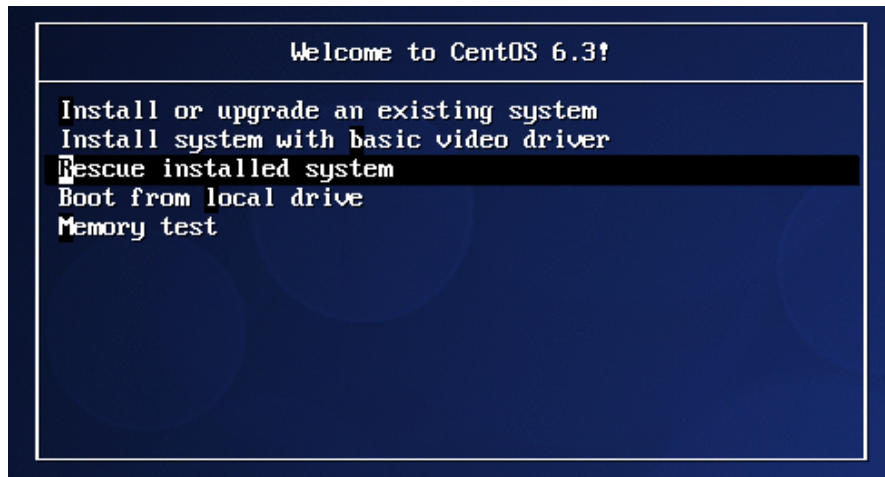 Welcome to CentOS 6.3!
Install or upgrade an existing system
Install system with basic video driver
Rescue installed system
Boot from local drive
Memory test